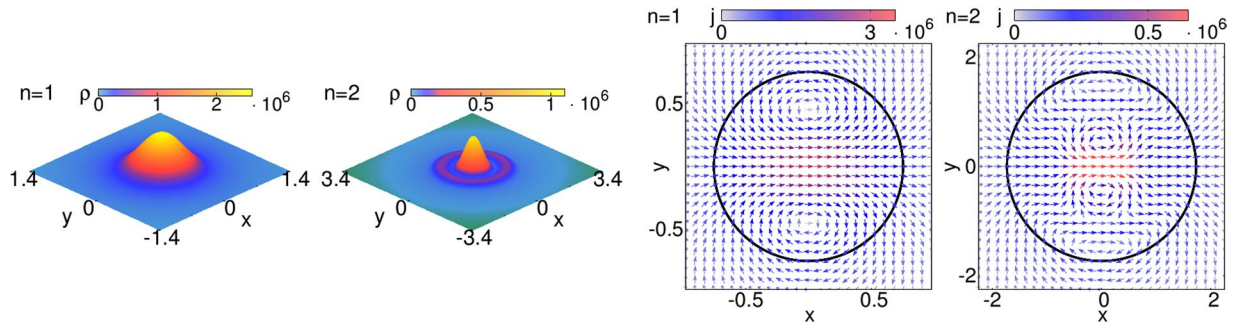 n=1 ρ 0 1 2 · 10⁶
1.4 0 -1.4 0 1.4
y x
n=2 ρ 0 0.5 1 · 10⁶
3.4 0 -3.4 0 3.4
y x
n=1 j 0 3 · 10⁶
0.5
y
-0.5
-0.5 0.5
x
n=2 j 0 0.5 · 10⁶
2
y 0
-2
-2 0 2
x